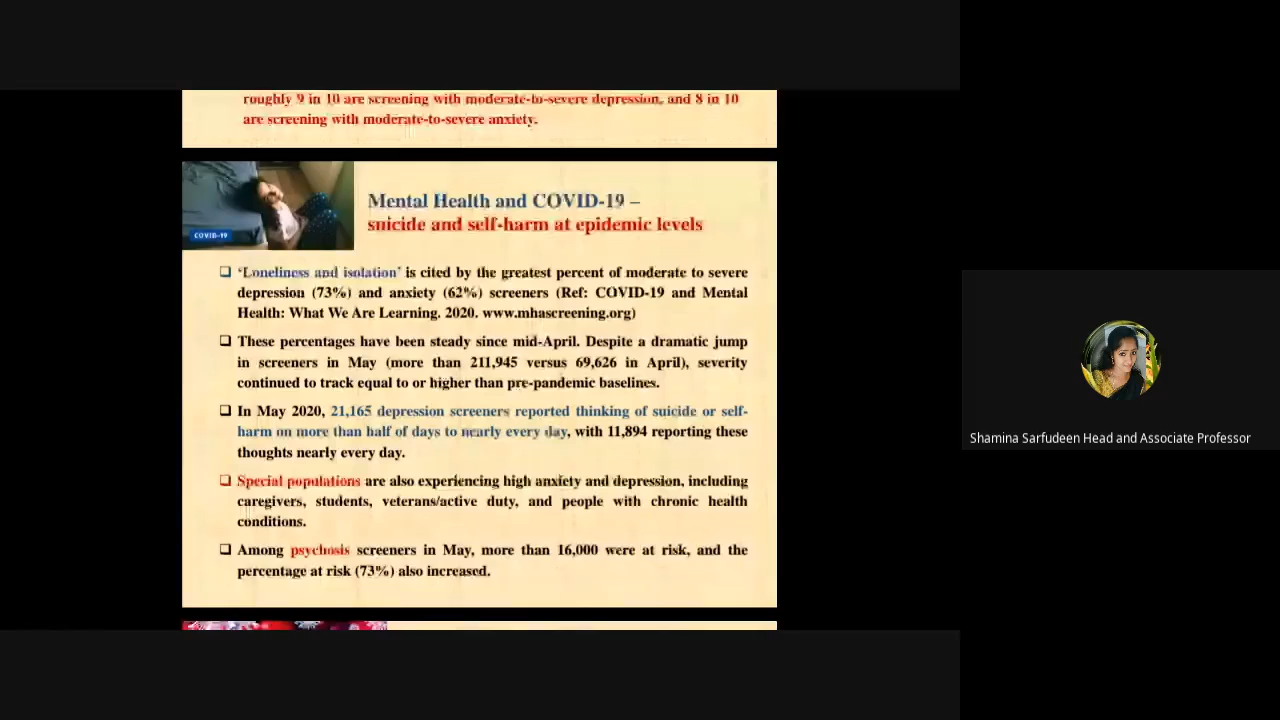 roughly 9 in 10 are screening with moderate-to-severe depression, and 8 in 10
are screening with moderate-to-severe anxiety.
COVID-19
Mental Health and COVID-19 –
suicide and self-harm at epidemic levels
❑ ‘Loneliness and isolation’ is cited by the greatest percent of moderate to severe
depression (73%) and anxiety (62%) screeners (Ref: COVID-19 and Mental
Health: What We Are Learning. 2020. www.mhascreening.org)
❑ These percentages have been steady since mid-April. Despite a dramatic jump
in screeners in May (more than 211,945 versus 69,626 in April), severity
continued to track equal to or higher than pre-pandemic baselines.
❑ In May 2020, 21,165 depression screeners reported thinking of suicide or self-
harm on more than half of days to nearly every day, with 11,894 reporting these
thoughts nearly every day.
❑ Special populations are also experiencing high anxiety and depression, including
caregivers, students, veterans/active duty, and people with chronic health
conditions.
❑ Among psychosis screeners in May, more than 16,000 were at risk, and the
percentage at risk (73%) also increased.
Shamina Sarfudeen Head and Associate Professor